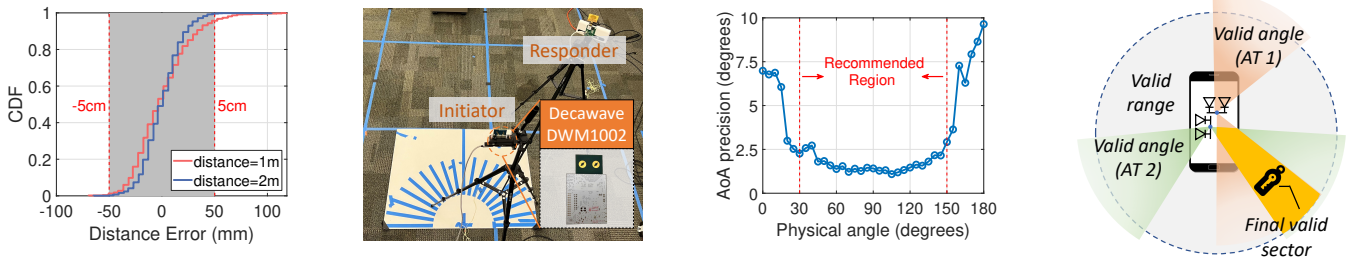 1
0.8
0.6
0.4
0.2
0
CDF
-5cm
5cm
distance=1m
distance=2m
-100
-50
0
50
100
Distance Error (mm)
Responder
Initiator
Decawave
DWM1002
10
7.5
5.0
2.5
0
AoA precision (degrees)
Recommended
Region
0
30
60
90
120
150
180
Physical angle (degrees)
Valid angle
(AT 1)
Valid
range
Valid angle
(AT 2)
Final valid
sector